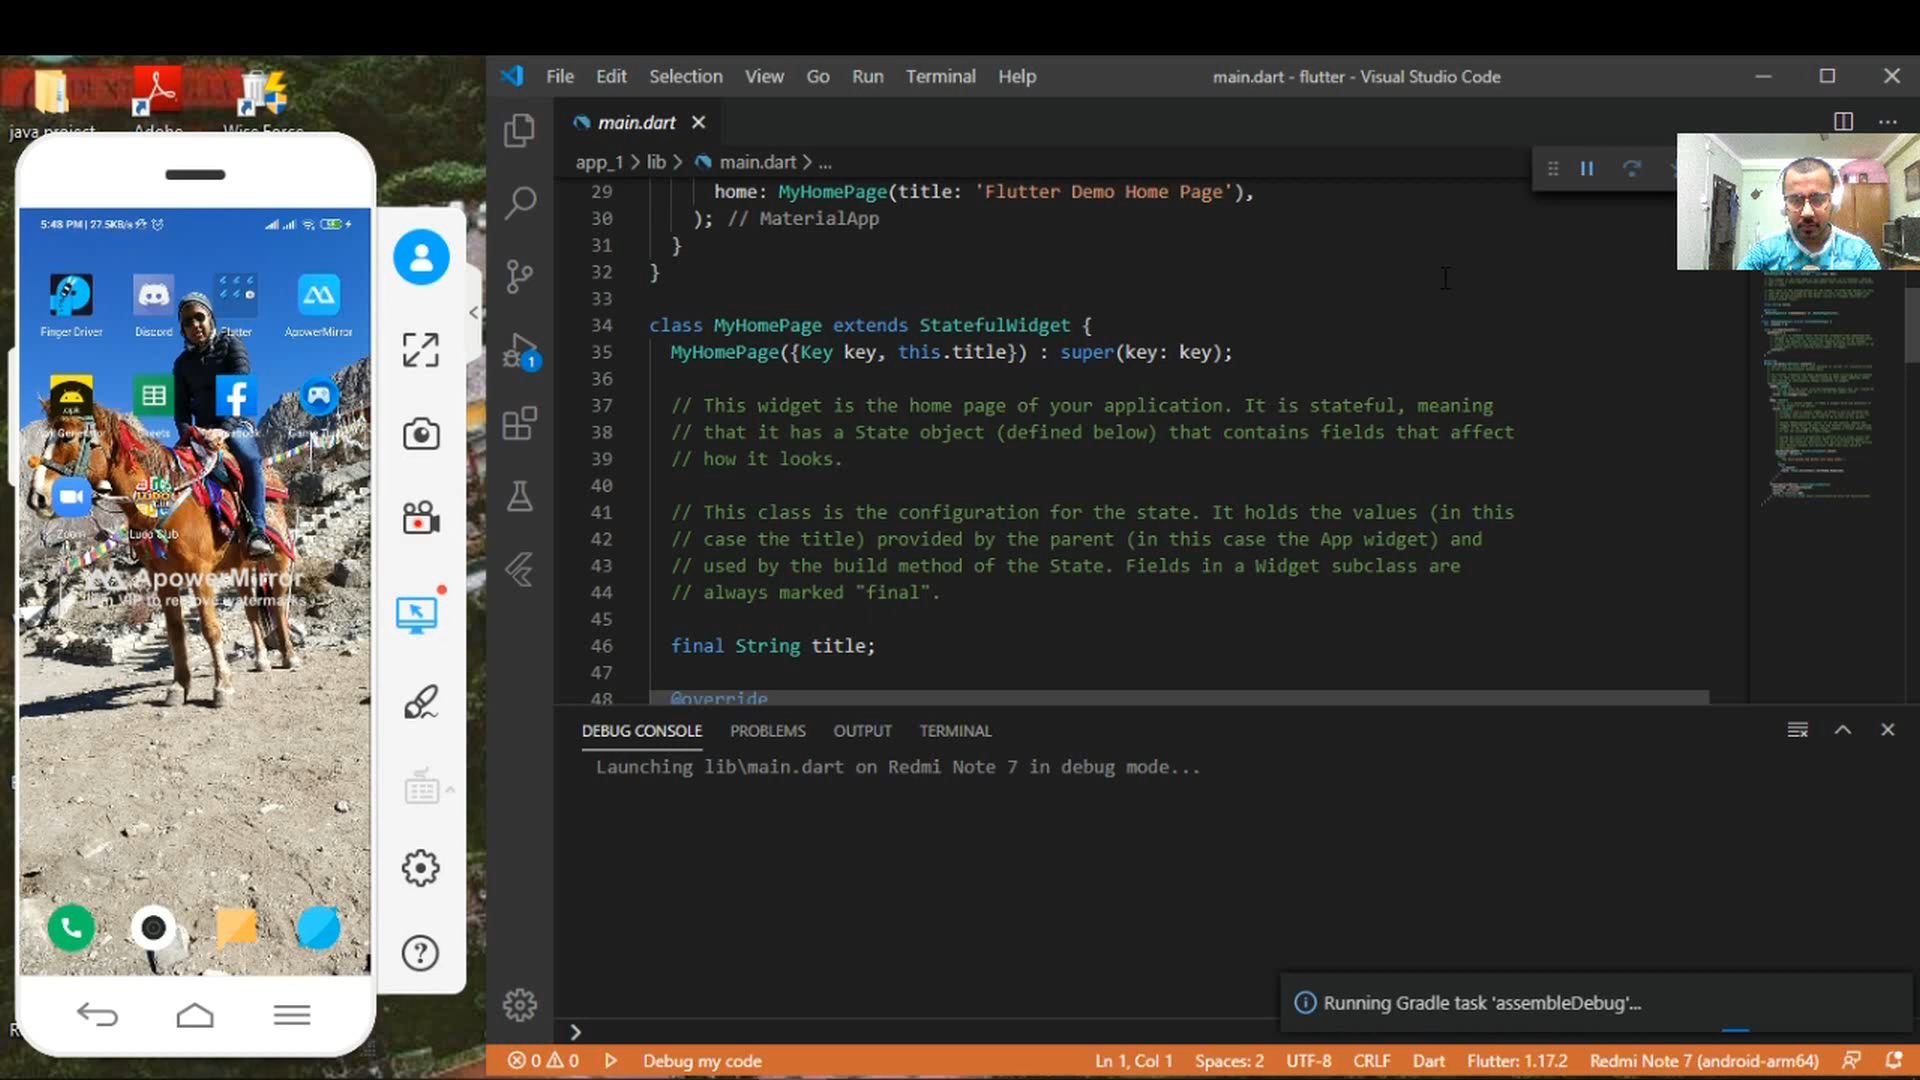 java project
Adobe
Wise Force
5:48 PM | 27.5KB/s
Finger Driver
Discord
Flutter
ApowerMirror
Sheets
Zoom
Ludo Club
ApowerMirror
VIP to remove watermarks
File Edit Selection View Go Run Terminal Help
main.dart - flutter - Visual Studio Code
main.dart
app_1 > lib > main.dart > ...
29 home: MyHomePage(title: 'Flutter Demo Home Page'),
30 ); // MaterialApp
31 }
32 }
33
34 class MyHomePage extends StatefulWidget {
35 MyHomePage({Key key, this.title}) : super(key: key);
36
37 // This widget is the home page of your application. It is stateful, meaning
38 // that it has a State object (defined below) that contains fields that affect
39 // how it looks.
40
41 // This class is the configuration for the state. It holds the values (in this
42 // case the title) provided by the parent (in this case the App widget) and
43 // used by the build method of the State. Fields in a Widget subclass are
44 // always marked "final".
45
46 final String title;
47
48 @override
1
DEBUG CONSOLE PROBLEMS OUTPUT TERMINAL
Launching lib\main.dart on Redmi Note 7 in debug mode...
Running Gradle task 'assembleDebug'...
0 0 Debug my code Ln 1, Col 1 Spaces: 2 UTF-8 CRLF Dart Flutter: 1.17.2 Redmi Note 7 (android-arm64)